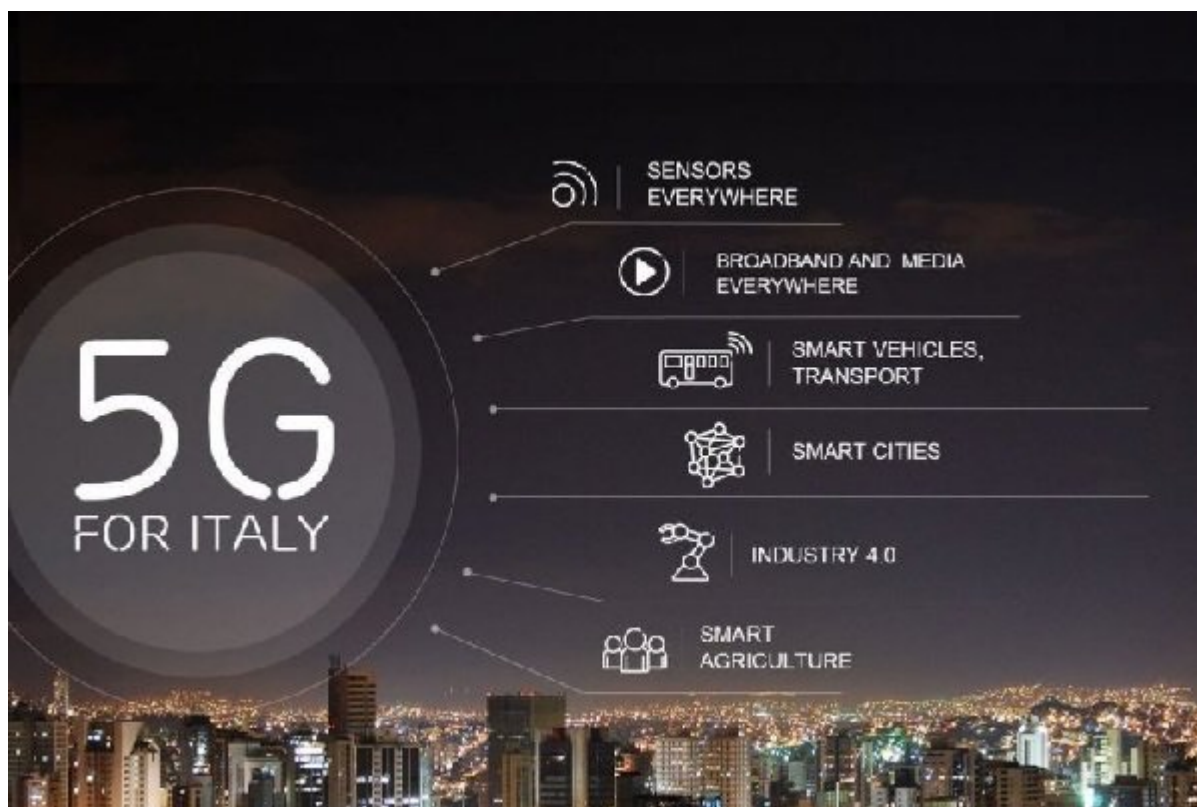 5G
FOR ITALY
SENSORS
EVERYWHERE
BROADBAND AND MEDIA
EVERYWHERE
SMART VEHICLES,
TRANSPORT
SMART CITIES
INDUSTRY 4.0
SMART
AGRICULTURE